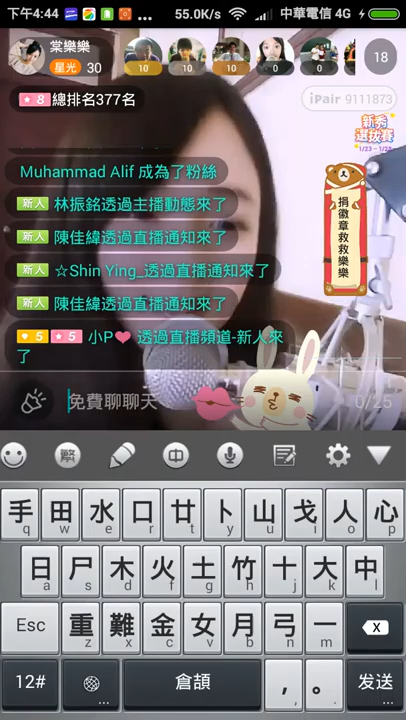 下午4:44 ... 55.0K/s 中華電信 4G
棠樂樂
星光 30
10 10 10 0 0 0 18
8 總排名377名
iPair 9111873
新秀
選拔賽
Muhammad Alif 成為了粉絲
新人 林振銘透過主播動態來了
新人 陳佳緯透過直播通知來了
新人 ☆Shin Ying_透過直播通知來了
新人 陳佳緯透過直播通知來了
5 5 小P❤ 透過直播頻道-新人來
了
捐徽章救救樂樂
免費聊聊天 0/25
繁 中
手 田 水 口 廿 卜 山 戈 人 心
q w e r t y u i o p
日 尸 木 火 土 竹 十 大 中
a s d f g h j k l
Esc 重 難 金 女 月 弓 一 X
z x c v b n m
12# ... 倉頡 , 。 发送 ...